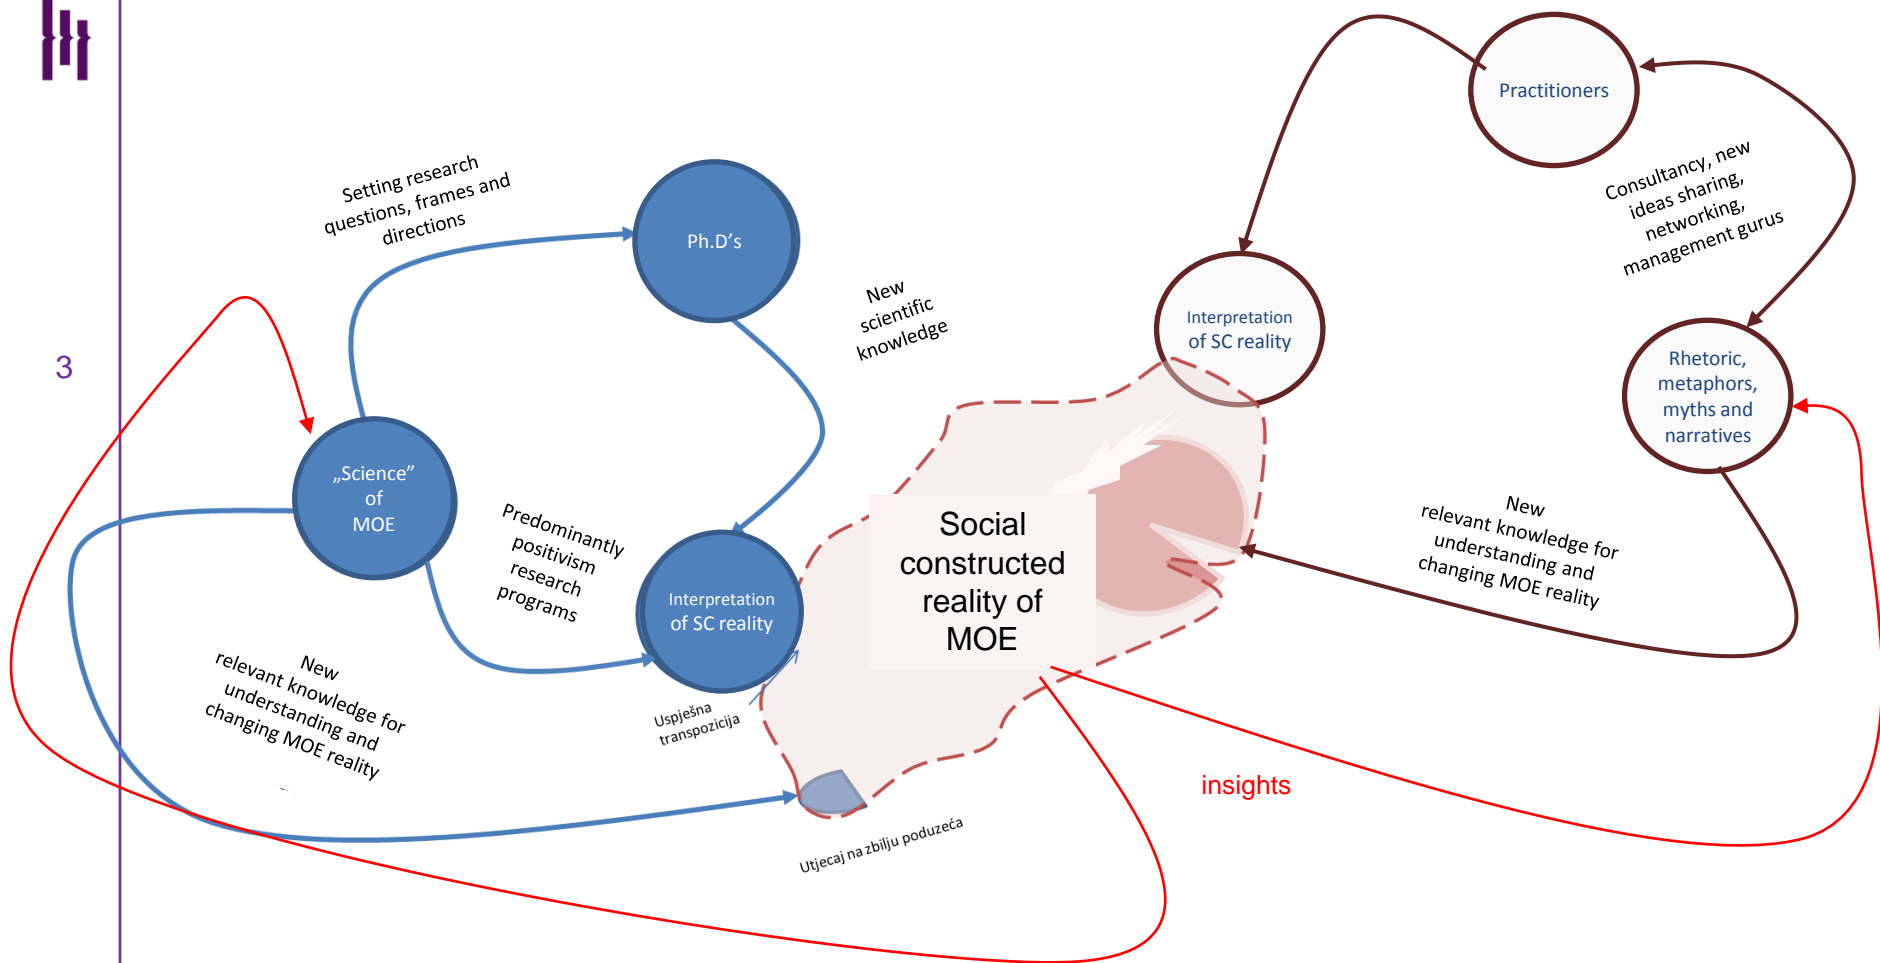 3
Setting research
questions, frames and
directions
Ph.D's
New
scientific
knowledge
„Science”
of
MOE
Predominantly
positivism
research
programs
Interpretation
of SC reality
New
relevant knowledge for
understanding and
changing MOE reality
Uspješna
transpozicija
Utjecaj na zbilju poduzeća
Social
constructed
reality of
MOE
Interpretation
of SC reality
Practitioners
Consultancy, new
ideas sharing,
networking,
management gurus
Rhetoric,
metaphors,
myths and
narratives
New
relevant knowledge for
understanding and
changing MOE reality
insights